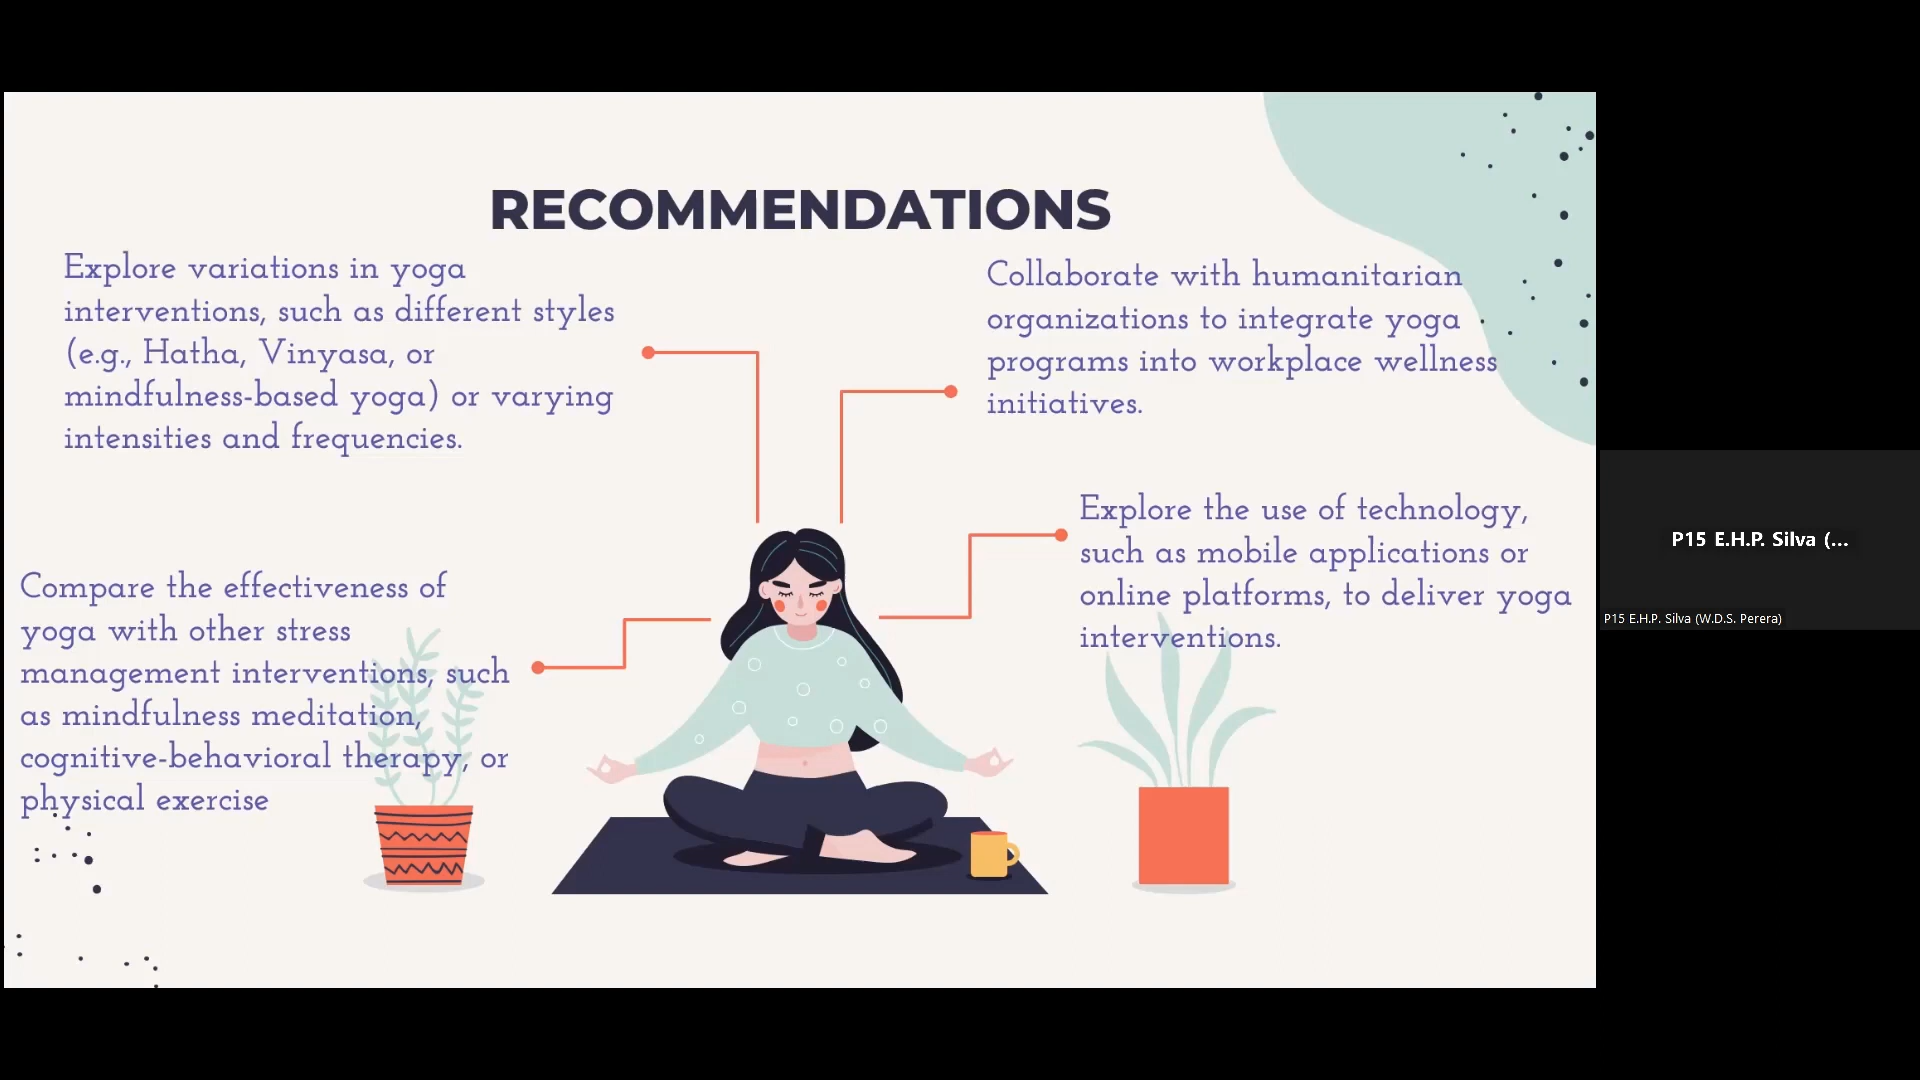 RECOMMENDATIONS
Explore variations in yoga
interventions, such as different styles
(e.g., Hatha, Vinyasa, or
mindfulness-based yoga) or varying
intensities and frequencies.
Collaborate with humanitarian
organizations to integrate yoga
programs into workplace wellness
initiatives.
Compare the effectiveness of
yoga with other stress
management interventions, such
as mindfulness meditation,
cognitive-behavioral therapy, or
physical exercise
Explore the use of technology,
such as mobile applications or
online platforms, to deliver yoga
interventions.
P15 E.H.P. Silva (...
P15 E.H.P. Silva (W.D.S. Perera)